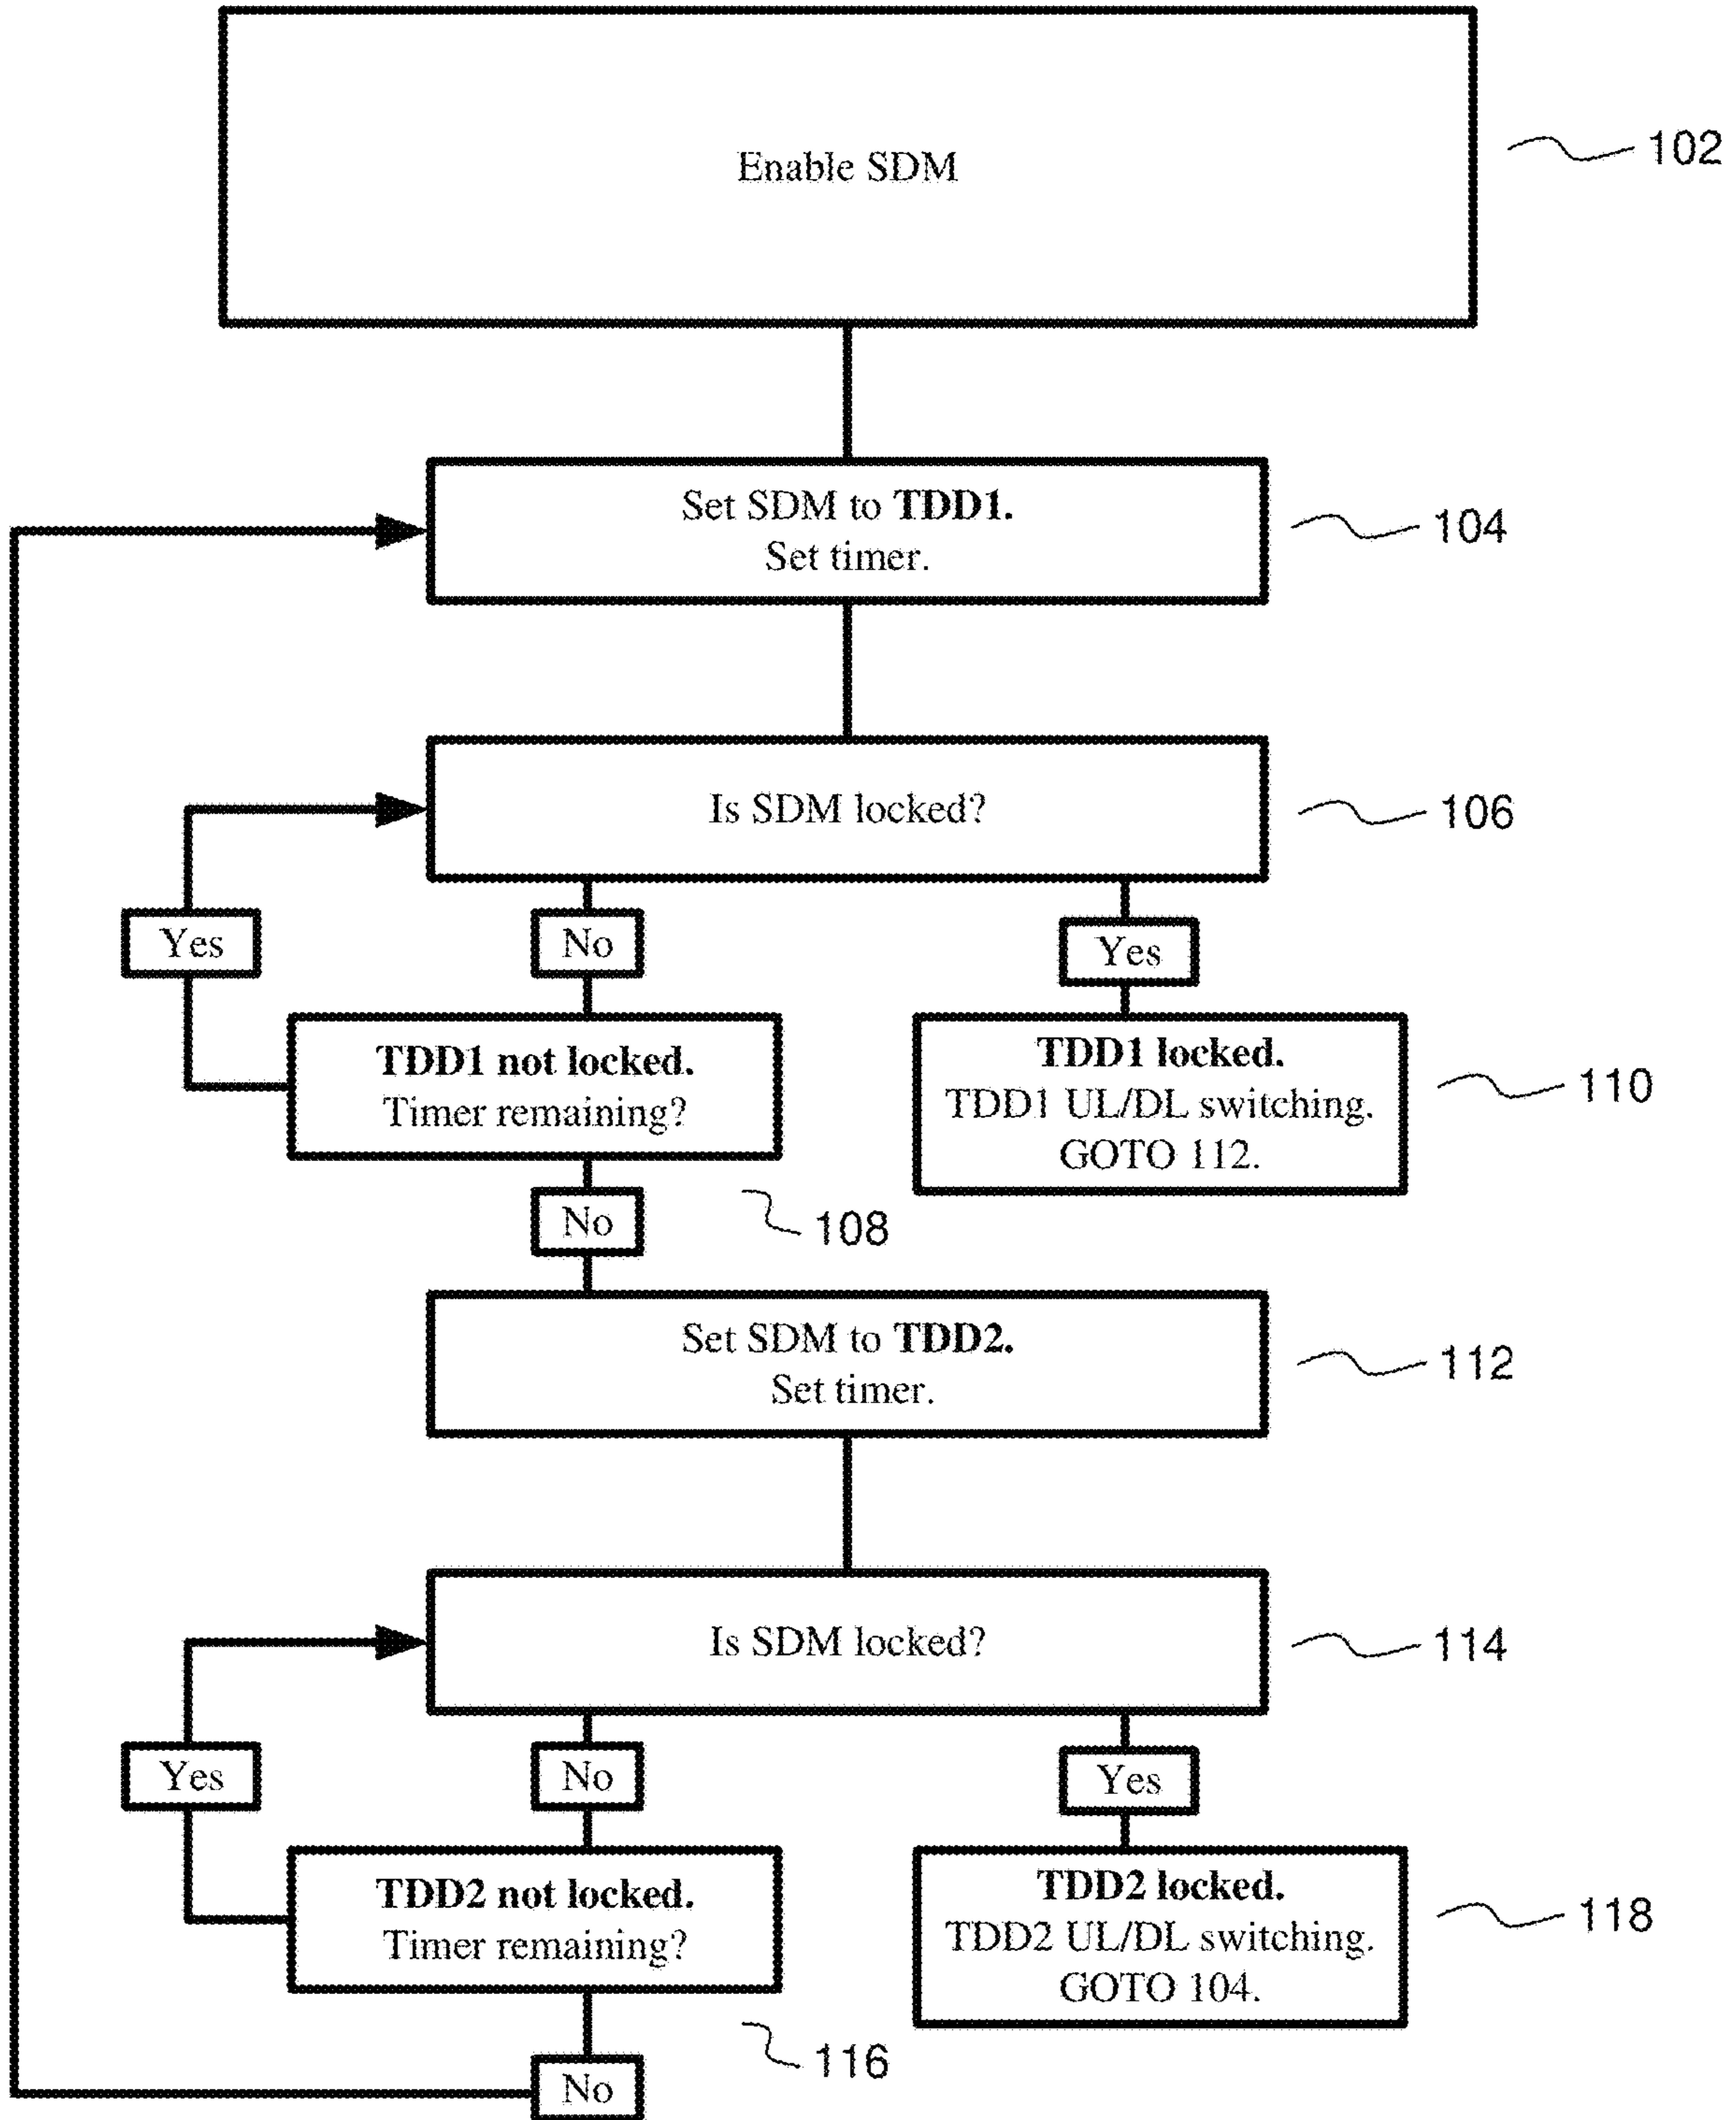 Enable SDM
102
Set SDM to TDD1.
Set timer.
104
Is SDM locked?
106
Yes
No
Yes
TDD1 not locked.
Timer remaining?
108
TDD1 locked.
TDD1 UL/DL switching.
GOTO 112.
110
No
Set SDM to TDD2.
Set timer.
112
Is SDM locked?
114
Yes
No
Yes
TDD2 not locked.
Timer remaining?
116
TDD2 locked.
TDD2 UL/DL switching.
GOTO 104.
118
No